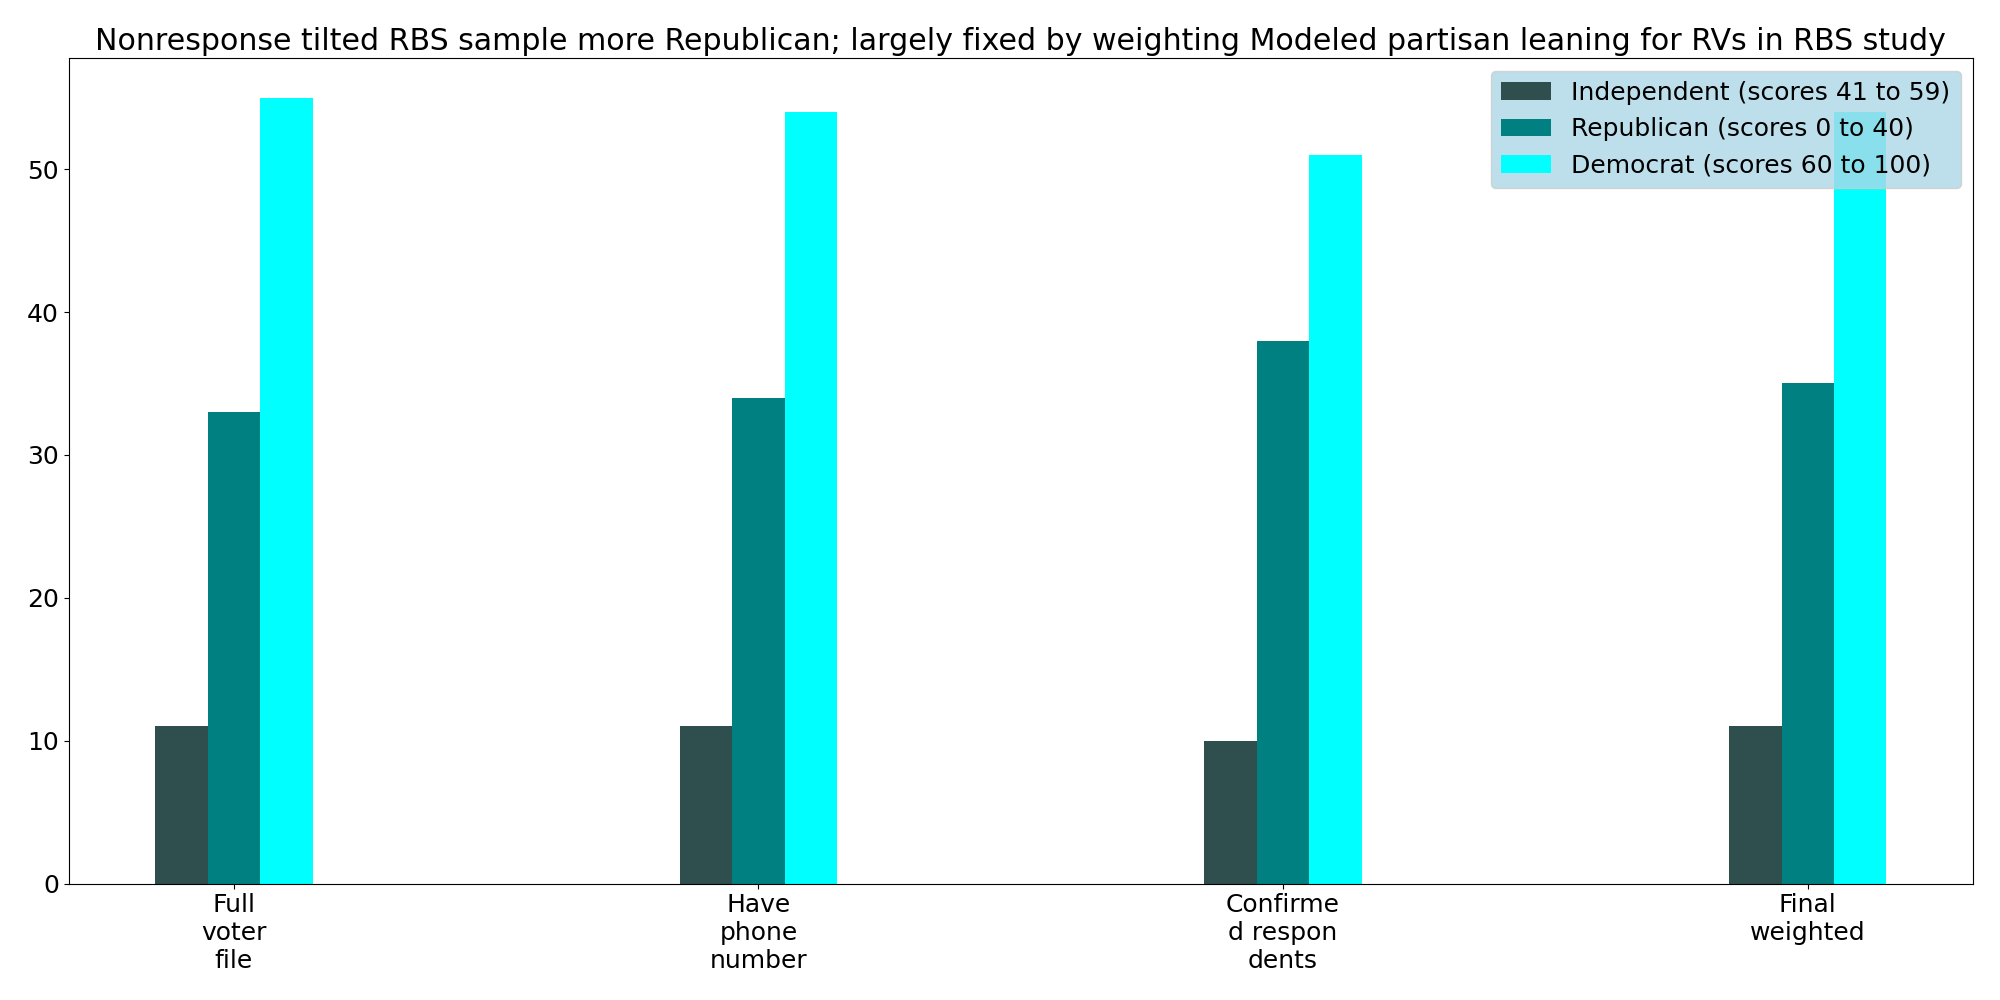 Nonresponse tilted RBS sample more Republican; largely fixed by weighting Modeled partisan leaning for RVs in RBS study
Independent (scores 41 to 59)
Republican (scores 0 to 40)
Democrat (scores 60 to 100)
50
40
30
20
10
0
Full
voter
file
Have
phone
number
Confirme
d respon
dents
Final
weighted